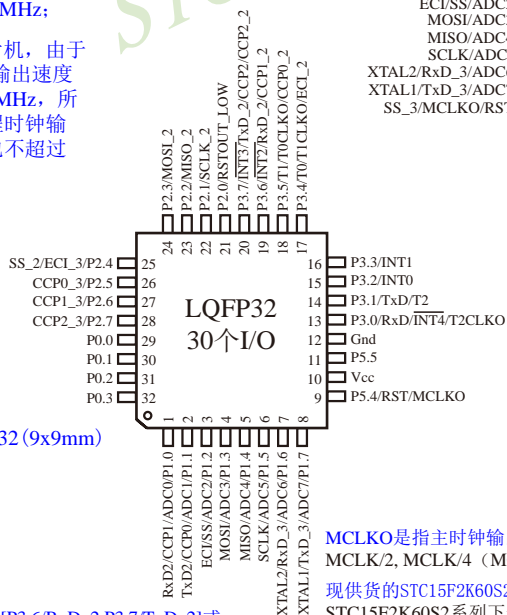 MHz;
机，由于
输出速度
MHz，所
程时钟输
也不超过
ECI/SS/ADC
MOSI/ADC
MISO/ADC
SCLK/ADC
XTAL2/RxD_3/ADC
XTAL1/TxD_3/ADC
SS_3/MCLKO/RST
P2.3/MOSI_2
P2.2/MISO_2
P2.1/SCLK_2
P2.0/RSTOUT_LOW
P3.7/INT3/TxD_2/CCP2/CCP2_2
P3.6/INT2/RxD_2/CCP1_2
P3.5/T1/T0CLKO/CCP0_2
P3.4/T0/T1CLKO/ECI_2
24 23 22 21 20 19 18 17
SS_2/ECI_3/P2.4 25
CCP0_3/P2.5 26
CCP1_3/P2.6 27
CCP2_3/P2.7 28
P0.0 29
P0.1 30
P0.2 31
P0.3 32
LQFP32
30个I/O
16 P3.3/INT1
15 P3.2/INT0
14 P3.1/TxD/T2
13 P3.0/RxD/INT4/T2CLKO
12 Gnd
11 P5.5
10 Vcc
9 P5.4/RST/MCLKO
1 2 3 4 5 6 7 8
RxD2/CCP1/ADC0/P1.0
TxD2/CCP0/ADC1/P1.1
ECI/SS/ADC2/P1.2
MOSI/ADC3/P1.3
MISO/ADC4/P1.4
SCLK/ADC5/P1.5
XTAL2/RxD_3/ADC6/P1.6
XTAL1/TxD_3/ADC7/P1.7
32(9x9mm)
MCLKO是指主时钟输
MCLK/2, MCLK/4（M
现供货的STC15F2K60S2
STC15F2K60S2系列下
[P3.6/RxD_2,P3.7/TxD_2]或
STC